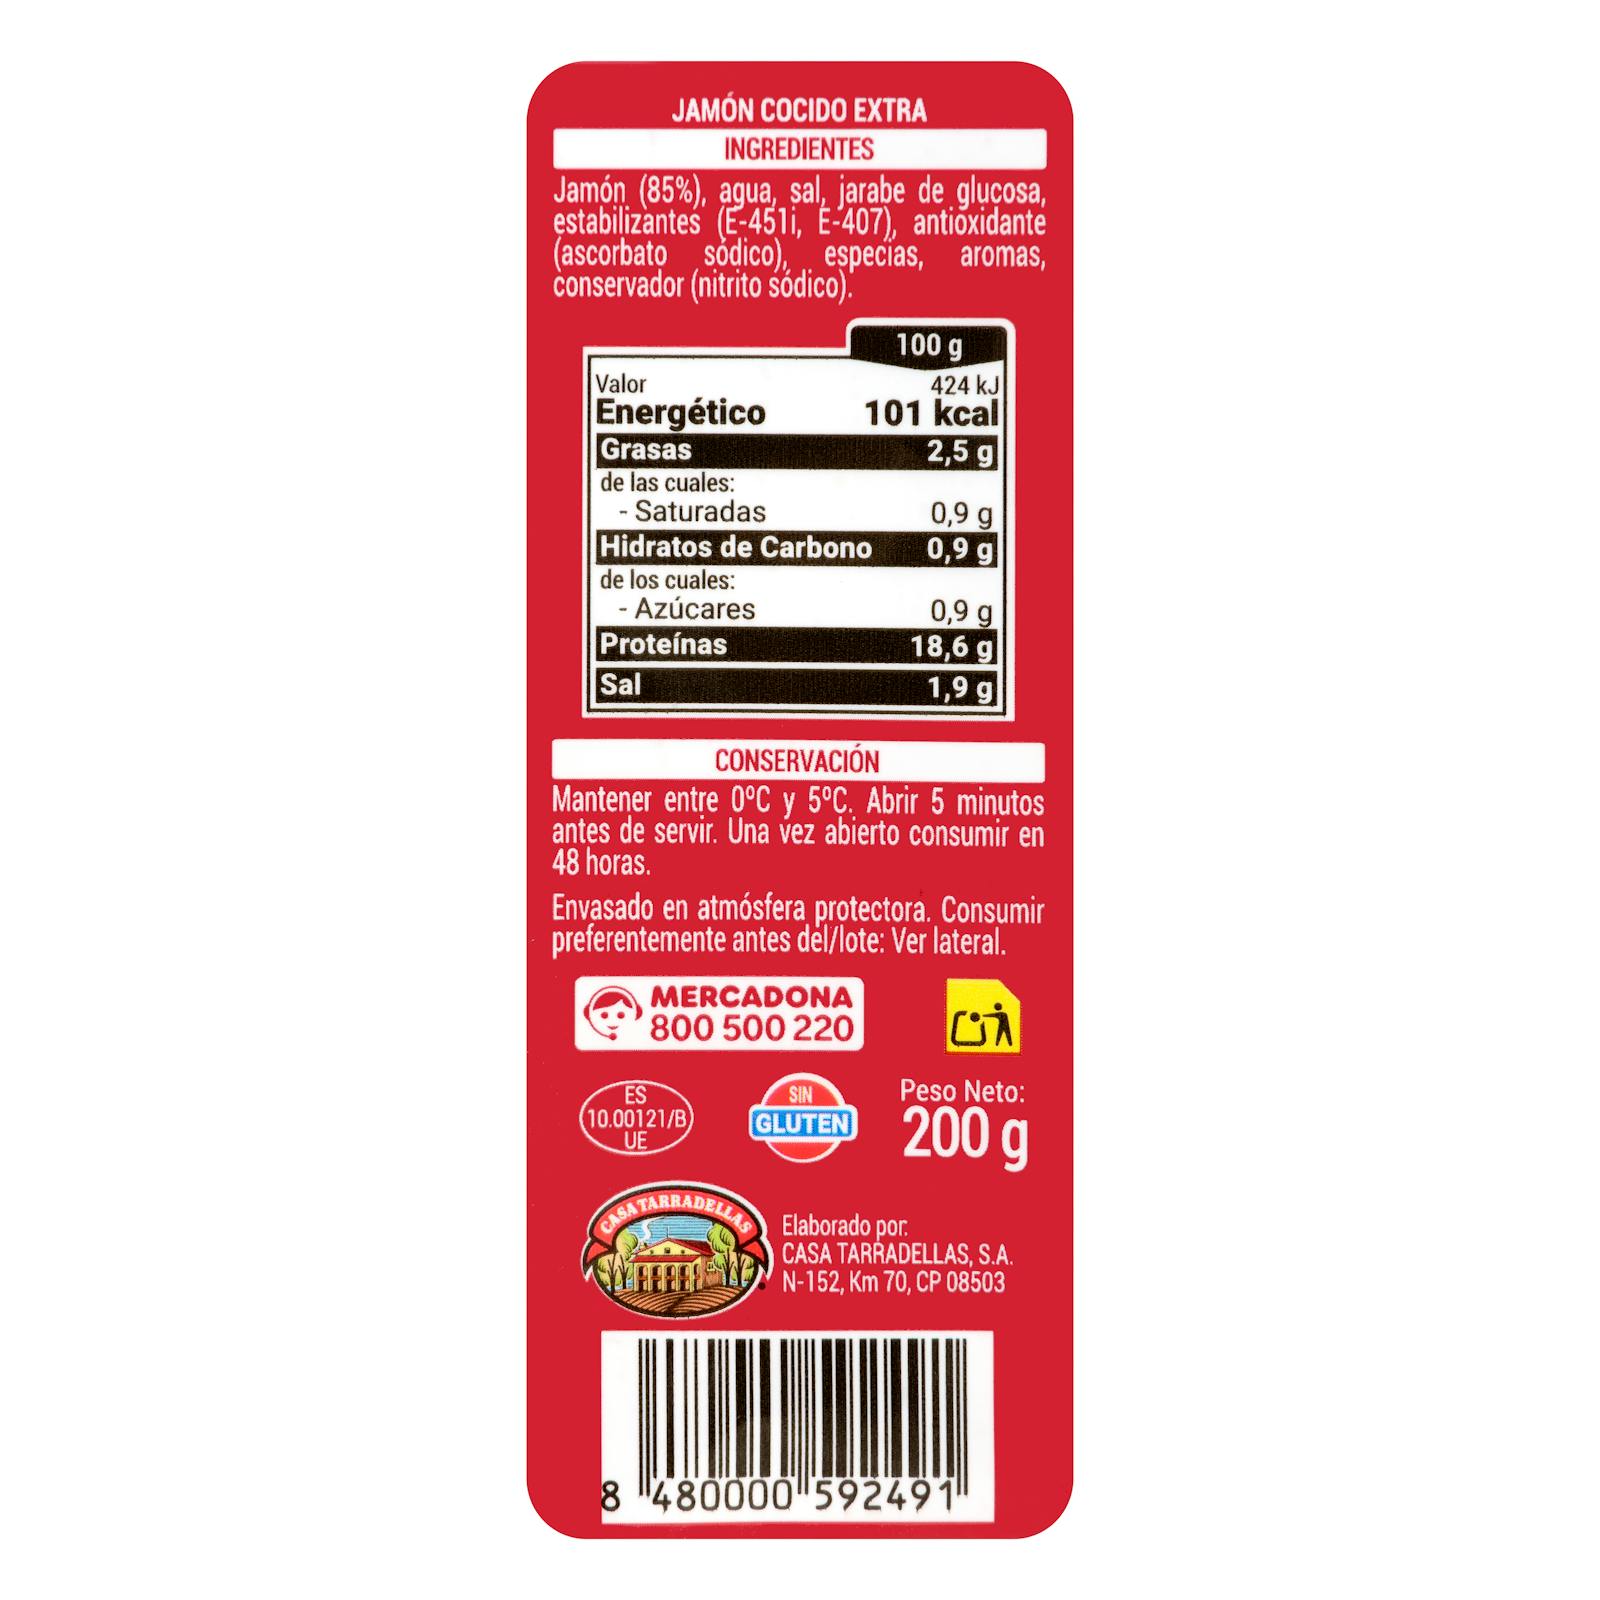 JAMÓN COCIDO EXTRA
INGREDIENTES
Jamón (85%), agua, sal, jarabe de glucosa,
estabilizantes (E-451i, E-407), antioxidante
(ascorbato sódico), especias, aromas,
conservador (nitrito sódico).
100 g
Valor 424 kJ
Energético 101 kcal
Grasas 2,5 g
de las cuales:
- Saturadas 0,9 g
Hidratos de Carbono 0,9 g
de los cuales:
- Azúcares 0,9 g
Proteínas 18,6 g
Sal 1,9 g
CONSERVACIÓN
Mantener entre 0ºC y 5ºC. Abrir 5 minutos
antes de servir. Una vez abierto consumir en
48 horas.
Envasado en atmósfera protectora. Consumir
preferentemente antes del/lote: Ver lateral.
MERCADONA
800 500 220
ES
10.00121/B
UE
SIN
GLUTEN
Peso Neto:
200 g
CASA TARRADELLAS
Elaborado por:
CASA TARRADELLAS, S.A.
N-152, Km 70, CP 08503
8 480000 592491